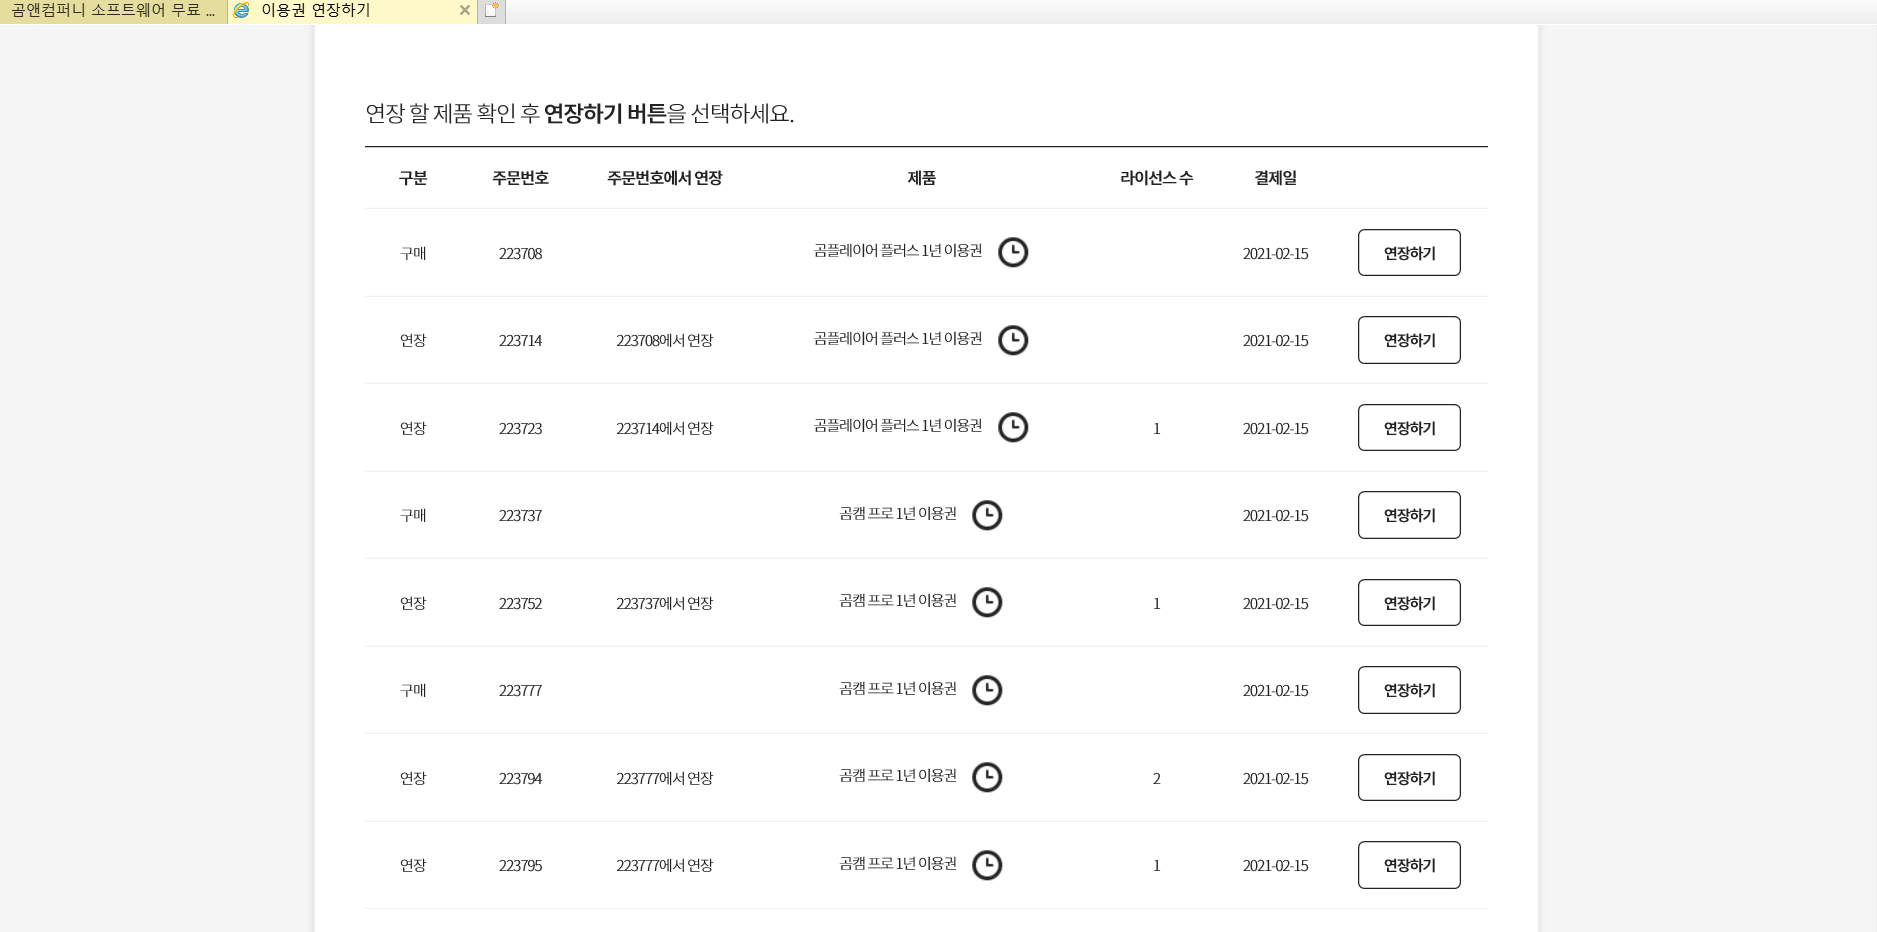 곰앤컴퍼니 소프트웨어 무료 ... 이용권 연장하기
연장 할 제품 확인 후 연장하기 버튼을 선택하세요.
구분 주문번호 주문번호에서 연장 제품 라이선스 수 결제일
구매 223708 곰플레이어 플러스 1년 이용권 2021-02-15 연장하기
연장 223714 223708에서 연장 곰플레이어 플러스 1년 이용권 2021-02-15 연장하기
연장 223723 223714에서 연장 곰플레이어 플러스 1년 이용권 1 2021-02-15 연장하기
구매 223737 곰캠 프로 1년 이용권 2021-02-15 연장하기
연장 223752 223737에서 연장 곰캠 프로 1년 이용권 1 2021-02-15 연장하기
구매 223777 곰캠 프로 1년 이용권 2021-02-15 연장하기
연장 223794 223777에서 연장 곰캠 프로 1년 이용권 2 2021-02-15 연장하기
연장 223795 223777에서 연장 곰캠 프로 1년 이용권 1 2021-02-15 연장하기